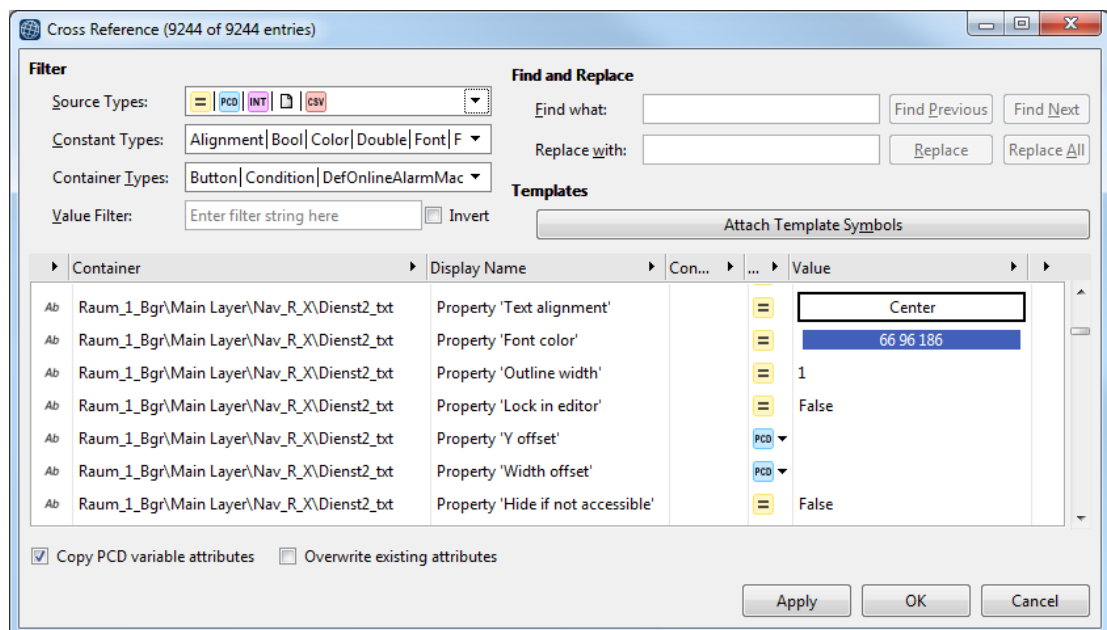 Cross Reference (9244 of 9244 entries)
Filter
Source Types: = PCD INT CSV
Constant Types: Alignment| Bool| Color| Double| Font| F
Container Types: Button| Condition| DefOnlineAlarmMac
Value Filter: Enter filter string here Invert
Find and Replace
Find what: Find Previous Find Next
Replace with: Replace Replace All
Templates
Attach Template Symbols
Container Display Name Con... ... Value
Ab Raum_1_Bgr\Main Layer\Nav_R_X\Dienst2_txt Property 'Text alignment' = Center
Ab Raum_1_Bgr\Main Layer\Nav_R_X\Dienst2_txt Property 'Font color' = 66 96 186
Ab Raum_1_Bgr\Main Layer\Nav_R_X\Dienst2_txt Property 'Outline width' = 1
Ab Raum_1_Bgr\Main Layer\Nav_R_X\Dienst2_txt Property 'Lock in editor' = False
Ab Raum_1_Bgr\Main Layer\Nav_R_X\Dienst2_txt Property 'Y offset' PCD
Ab Raum_1_Bgr\Main Layer\Nav_R_X\Dienst2_txt Property 'Width offset' PCD
Ab Raum_1_Bgr\Main Layer\Nav_R_X\Dienst2_txt Property 'Hide if not accessible' = False
Copy PCD variable attributes Overwrite existing attributes
Apply OK Cancel